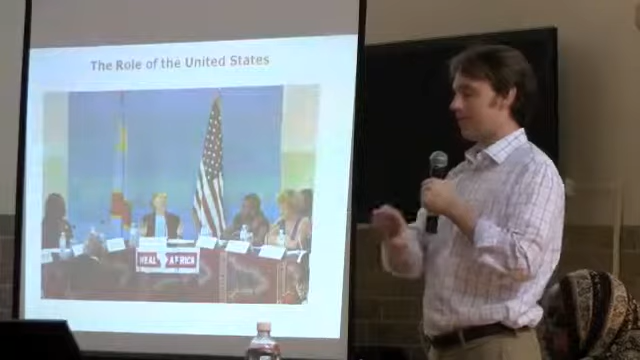 The Role of the United States
HEAL AFRICA